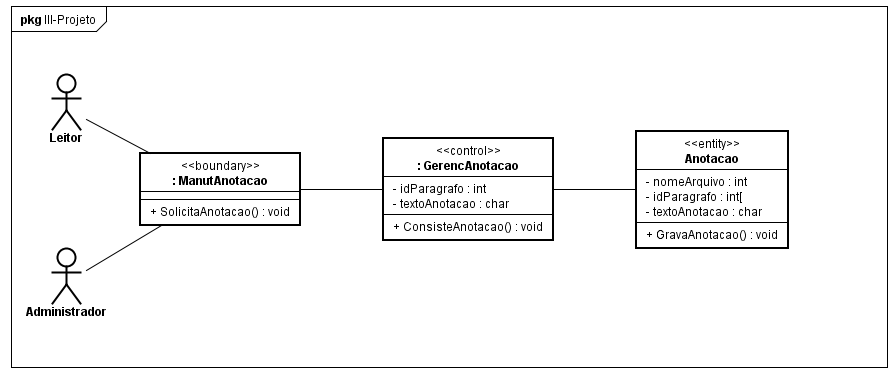 pkg III-Projeto
Leitor
Administrador
<<boundary>>
: ManutAnotacao
+ SolicitaAnotacao() : void
<<control>>
: GerencAnotacao
- idParagrafo : int
- textoAnotacao : char
+ ConsisteAnotacao() : void
<<entity>>
Anotacao
- nomeArquivo : int
- idParagrafo : int[
- textoAnotacao : char
+ GravaAnotacao() : void